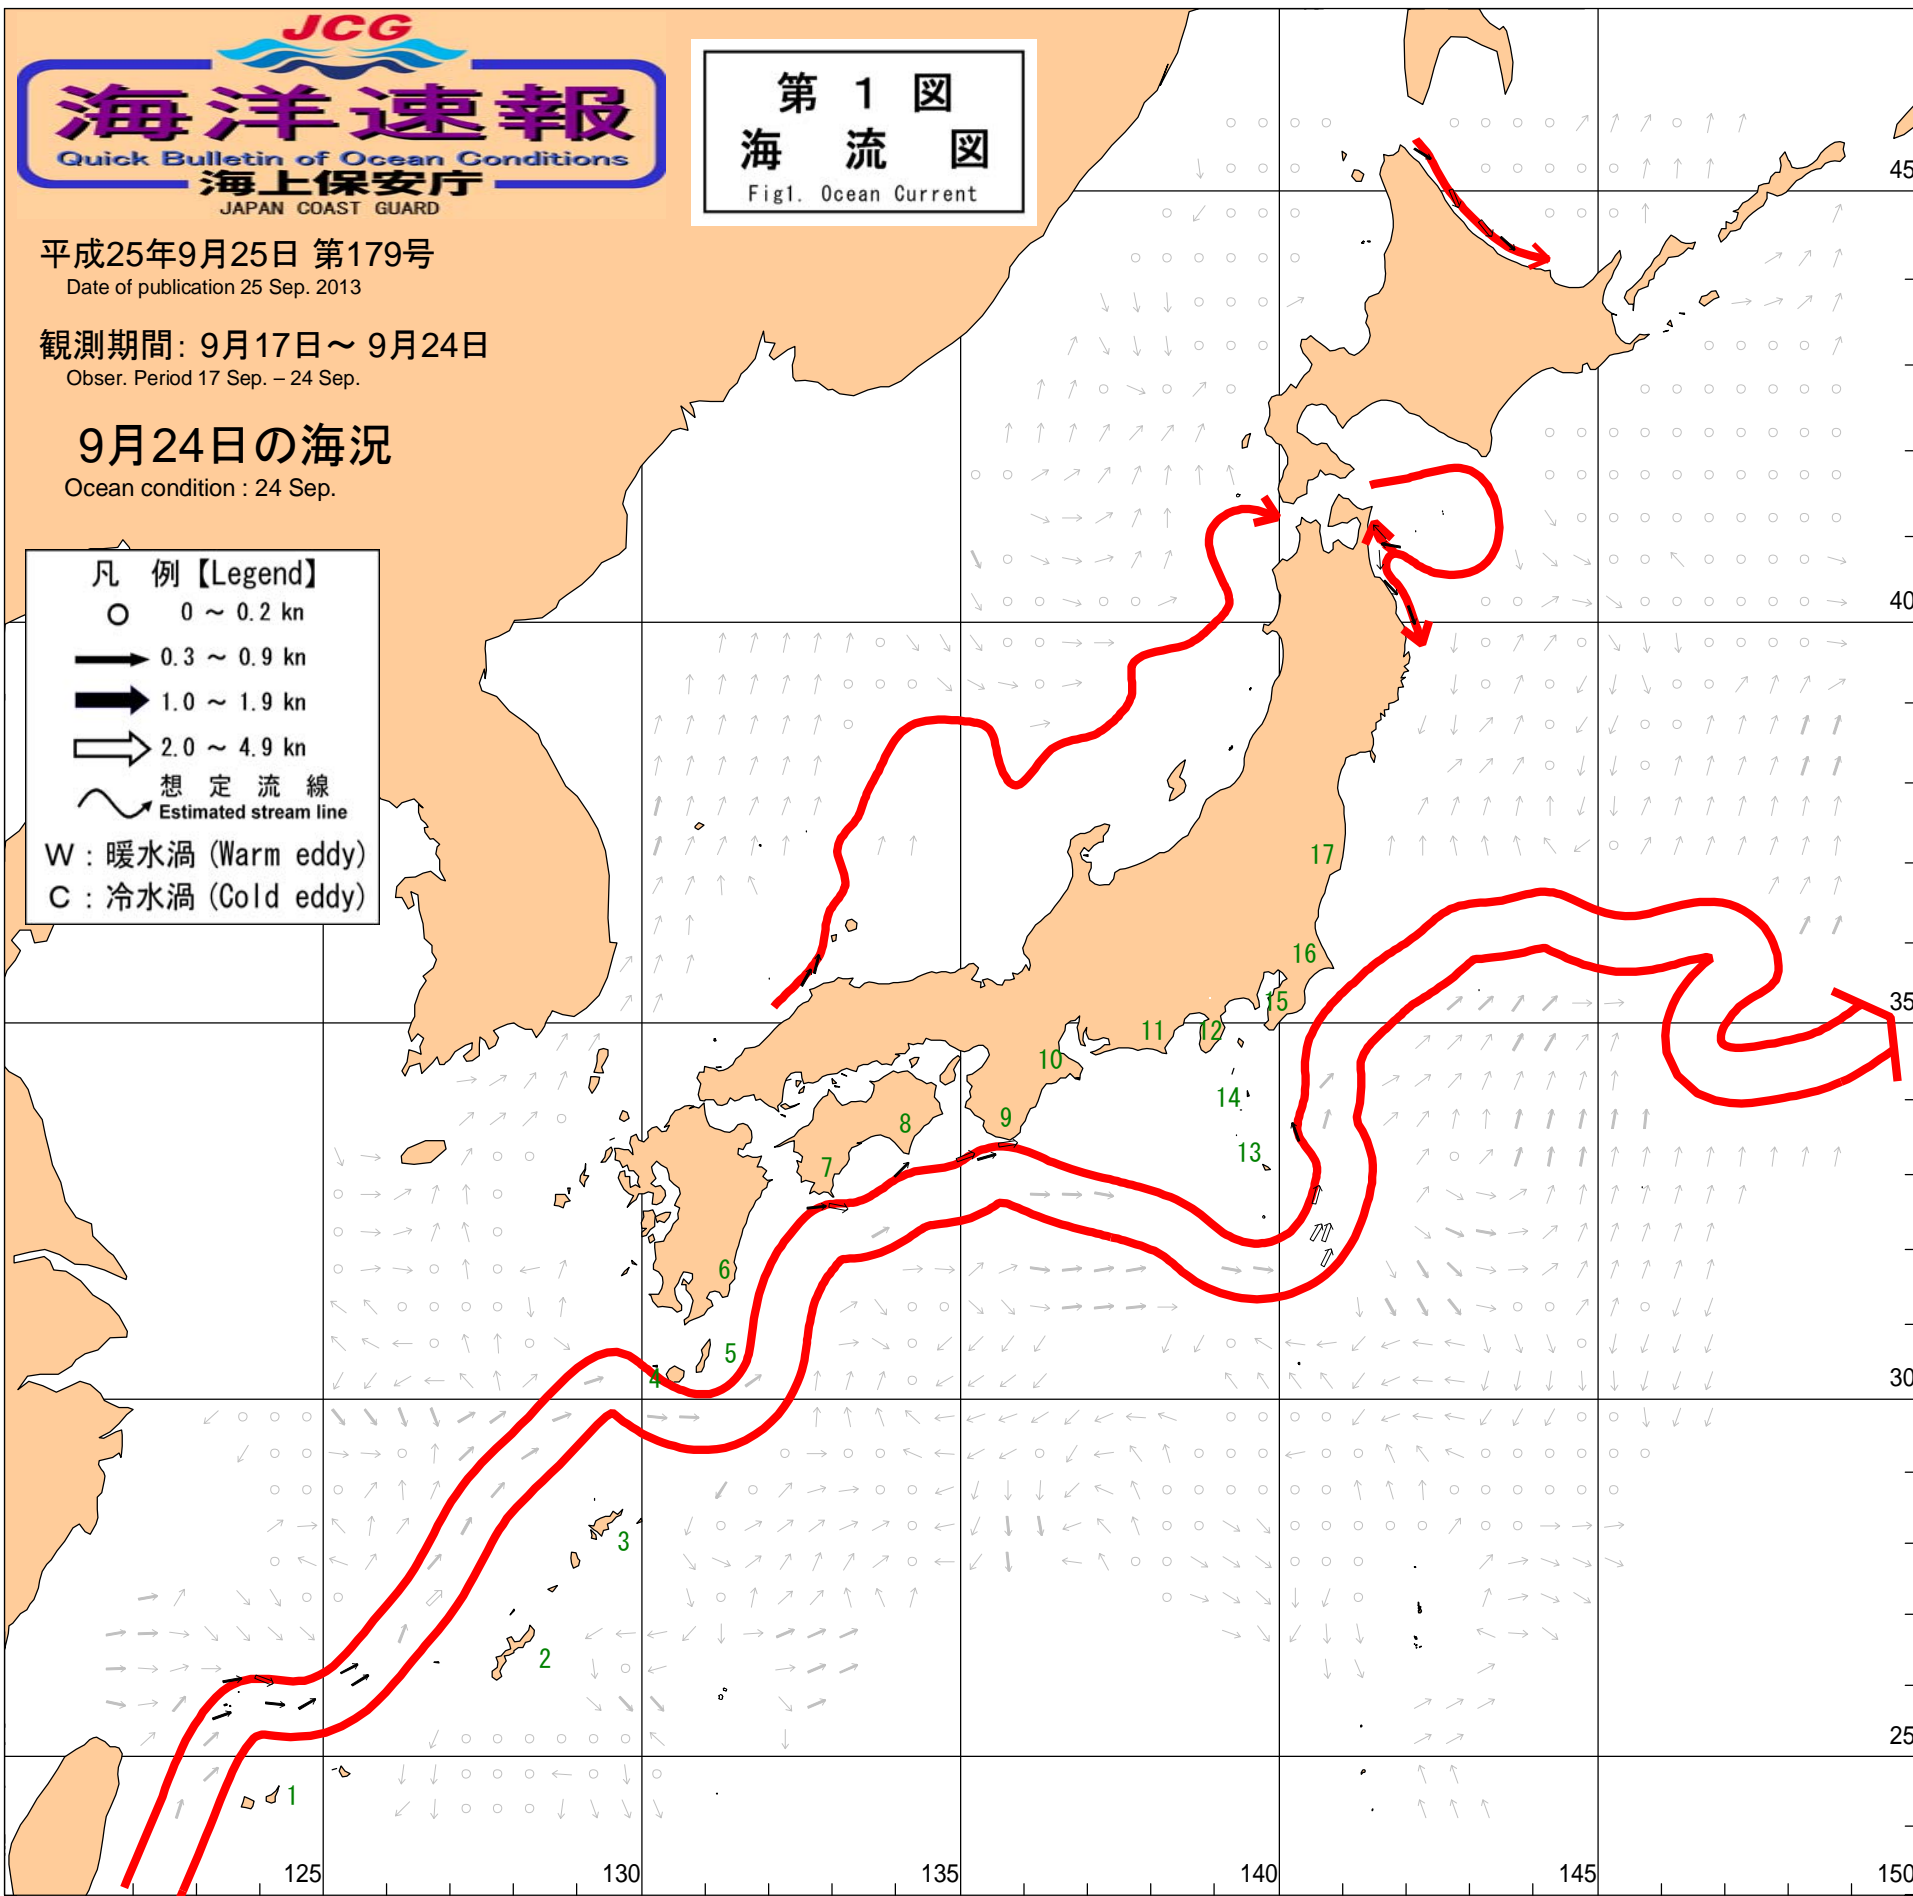 JCG
海洋速報
Quick Bulletin of Ocean Conditions
海上保安庁
JAPAN COAST GUARD
第 1 図
海 流 図
Fig1. Ocean Current
平成25年9月25日 第179号
Date of publication 25 Sep. 2013
観測期間: 9月17日~ 9月24日
Obser. Period 17 Sep. – 24 Sep.
9月24日の海況
Ocean condition : 24 Sep.
凡 例【Legend】
0 ~ 0.2 kn
0.3 ~ 0.9 kn
1.0 ~ 1.9 kn
2.0 ~ 4.9 kn
想 定 流 線
Estimated stream line
W : 暖水渦 (Warm eddy)
C : 冷水渦 (Cold eddy)
45
40
35
30
25
17
16
15
12
11
10
14
9
8
13
7
6
5
4
3
2
1
125
130
135
140
145
150